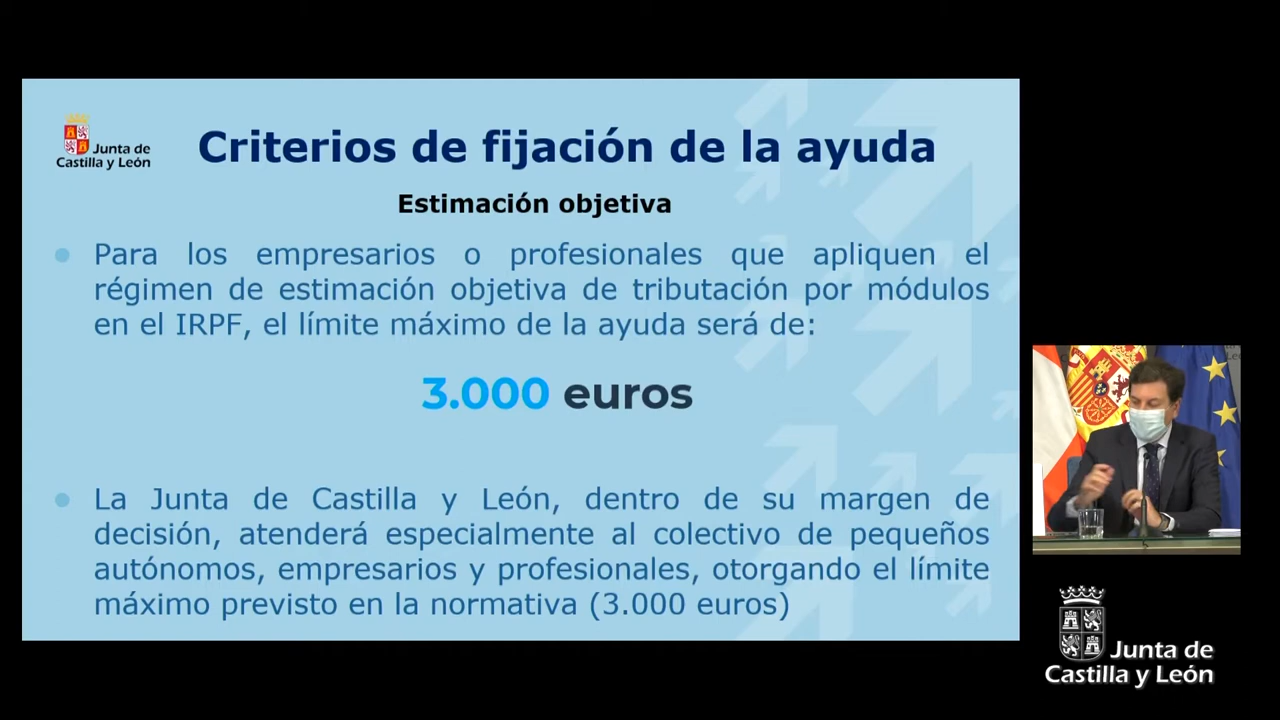 Junta de
Castilla y León
Criterios de fijación de la ayuda
Estimación objetiva
Para los empresarios o profesionales que apliquen el
régimen de estimación objetiva de tributación por módulos
en el IRPF, el límite máximo de la ayuda será de:
3.000 euros
La Junta de Castilla y León, dentro de su margen de
decisión, atenderá especialmente al colectivo de pequeños
autónomos, empresarios y profesionales, otorgando el límite
máximo previsto en la normativa (3.000 euros)
Junta de
Castilla y León